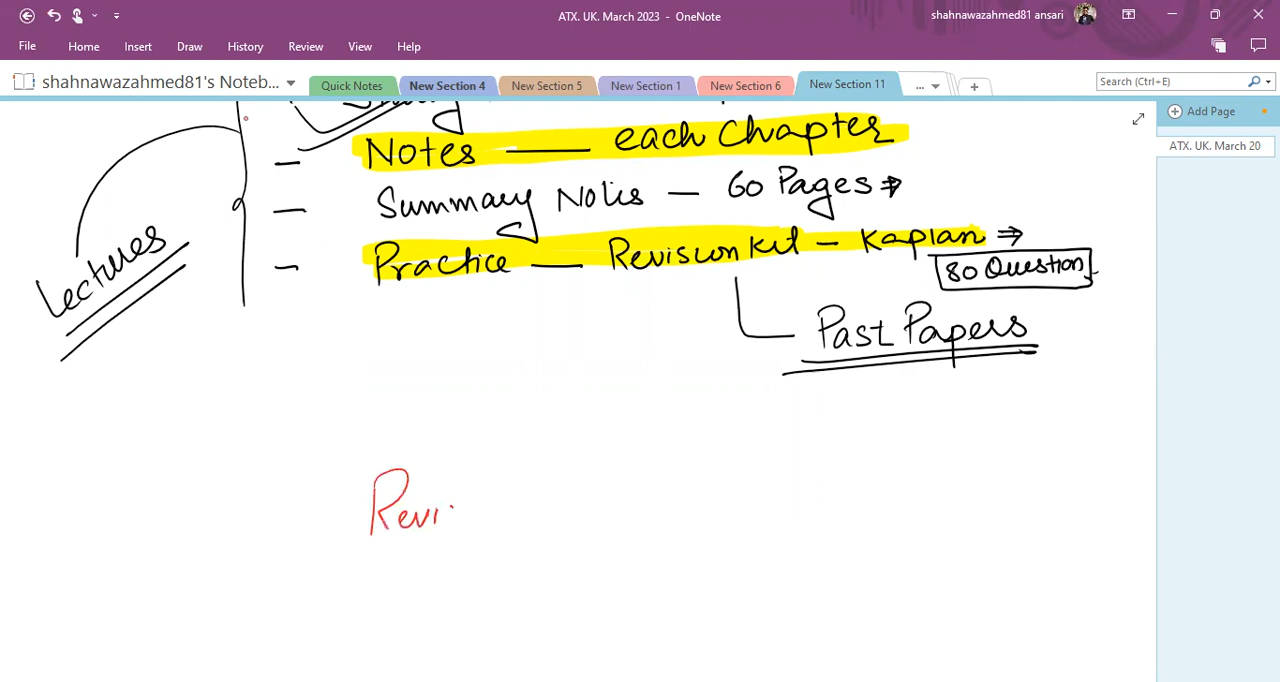 ATX. UK. March 2023 - OneNote
shahnawazahmed81 ansari
File Home Insert Draw History Review View Help
shahnawazahmed81's Noteb...
Quick Notes New Section 4 New Section 5 New Section 1 New Section 6 New Section 11 ...
Search (Ctrl+E)
Add Page
ATX. UK. March 20
- Notes — each Chapter
- Summary Notes — 60 Pages ⇒
- Practice — Revision kit - Kaplan ⇒
80 Question
Past Papers
Lectures
Revi